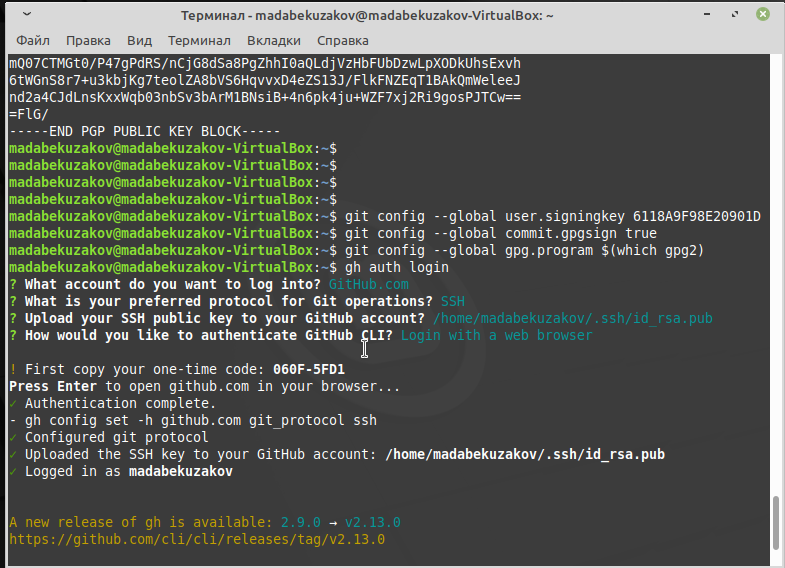 Терминал - madabekuzakov@madabekuzakov-VirtualBox: ~
Файл Правка Вид Терминал Вкладки Справка
mQ07CTMGt0/P47gPdRS/nCjG8dSa8PgZhhI0aQLdjVzHbFUbDzwLpXODkUhsExvh
6tWGnS8r7+u3kbjKg7teolZA8bVS6HqvvxD4eZS13J/FlkFNZEqT1BAkQmWeleeJ
nd2a4CJdLnsKxxWqb03nbSv3bArM1BNsiB+4n6pk4ju+WZF7xj2Ri9gosPJTCw==
=FlG/
-----END PGP PUBLIC KEY BLOCK-----
madabekuzakov@madabekuzakov-VirtualBox:~$
madabekuzakov@madabekuzakov-VirtualBox:~$
madabekuzakov@madabekuzakov-VirtualBox:~$
madabekuzakov@madabekuzakov-VirtualBox:~$
madabekuzakov@madabekuzakov-VirtualBox:~$ git config --global user.signingkey 6118A9F98E20901D
madabekuzakov@madabekuzakov-VirtualBox:~$ git config --global commit.gpgsign true
madabekuzakov@madabekuzakov-VirtualBox:~$ git config --global gpg.program $(which gpg2)
madabekuzakov@madabekuzakov-VirtualBox:~$ gh auth login
? What account do you want to log into? GitHub.com
? What is your preferred protocol for Git operations? SSH
? Upload your SSH public key to your GitHub account? /home/madabekuzakov/.ssh/id_rsa.pub
? How would you like to authenticate GitHub CLI? Login with a web browser
! First copy your one-time code: 060F-5FD1
Press Enter to open github.com in your browser...
✓ Authentication complete.
- gh config set -h github.com git_protocol ssh
✓ Configured git protocol
✓ Uploaded the SSH key to your GitHub account: /home/madabekuzakov/.ssh/id_rsa.pub
✓ Logged in as madabekuzakov
A new release of gh is available: 2.9.0 → v2.13.0
https://github.com/cli/cli/releases/tag/v2.13.0